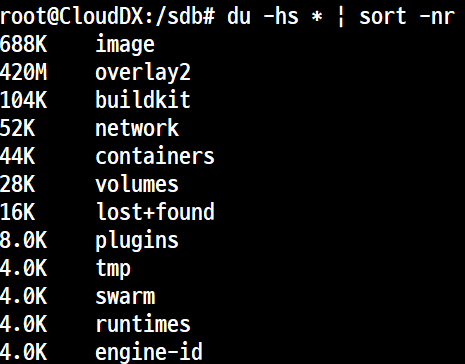 root@CloudDX:/sdb# du -hs * | sort -nr
688K image
420M overlay2
104K buildkit
52K network
44K containers
28K volumes
16K lost+found
8.0K plugins
4.0K tmp
4.0K swarm
4.0K runtimes
4.0K engine-id